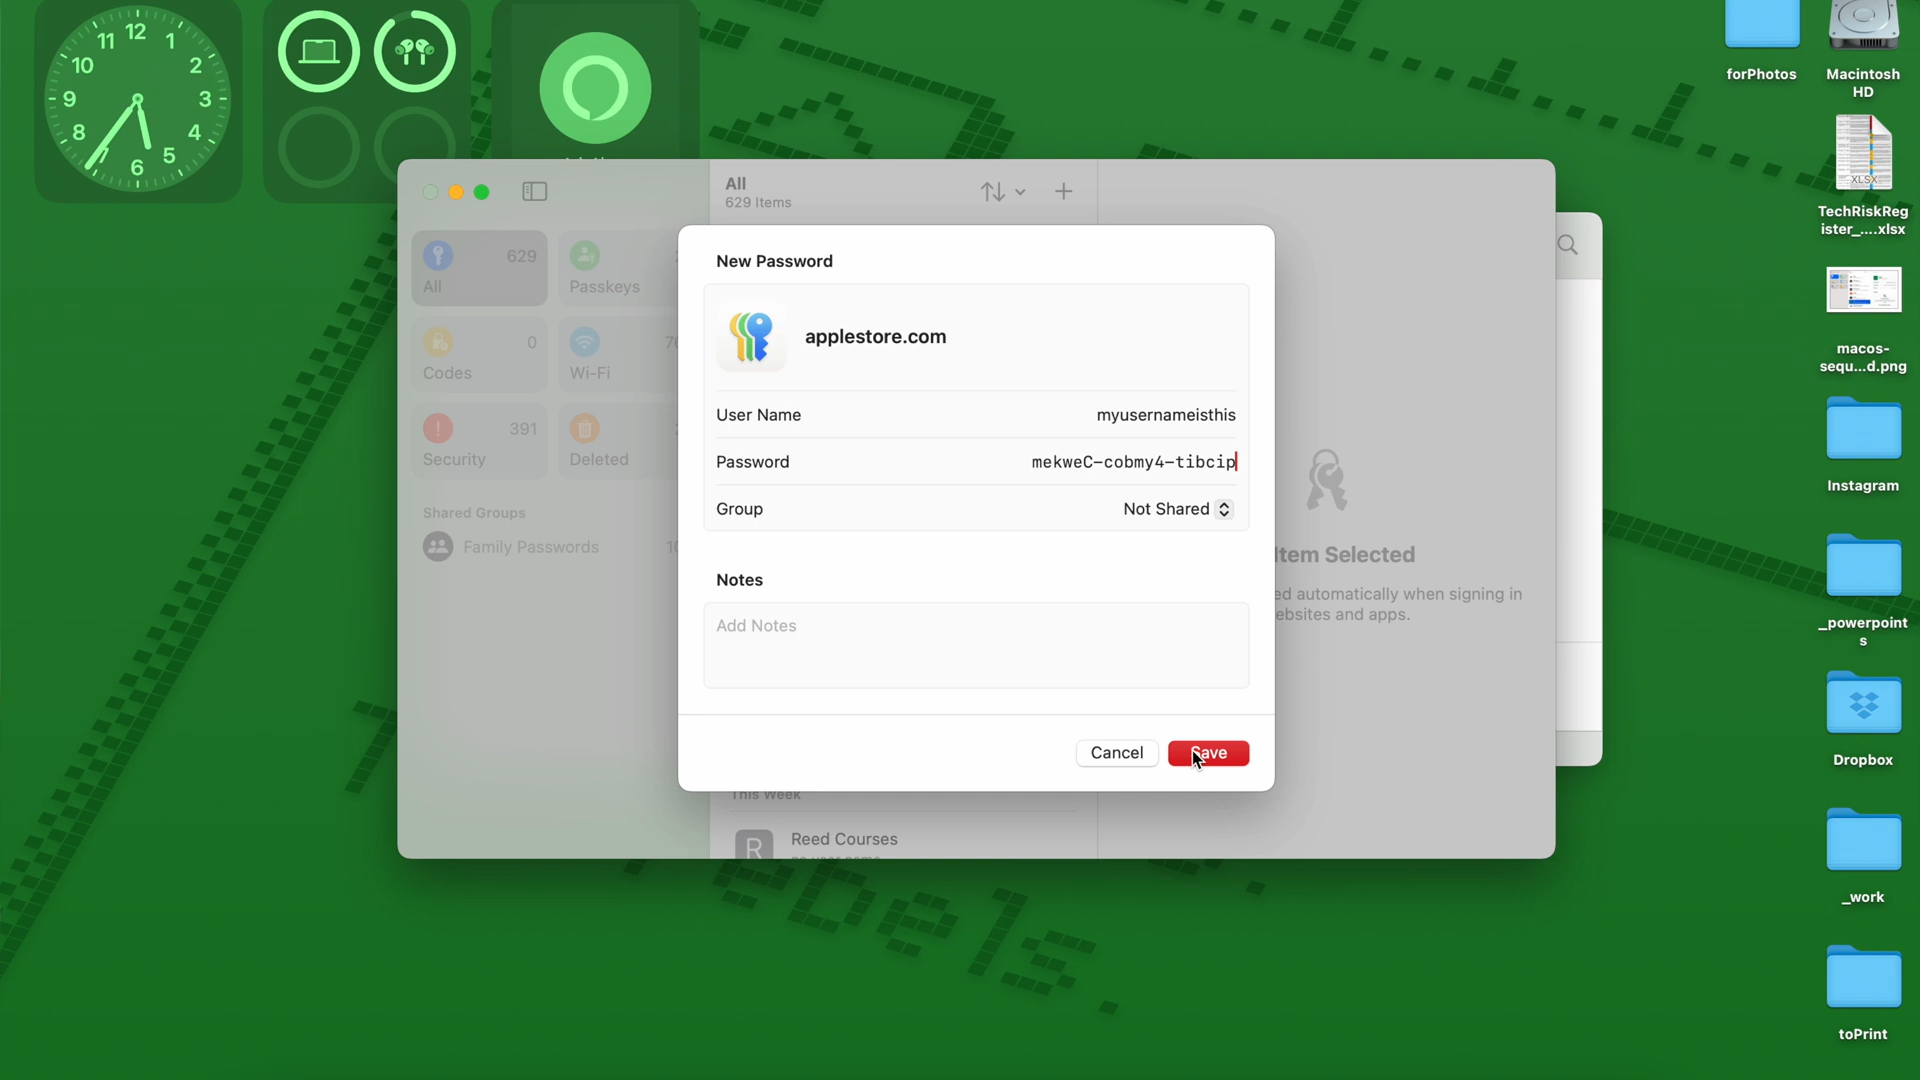 12
11
1
10
2
9
3
8
4
7
5
6
forPhotos
Macintosh
HD
XLSX
TechRiskReg
ister_....xlsx
macos-
sequ...d.png
Instagram
_powerpoint
s
Dropbox
_work
toPrint
All
629 Items
629
All
Passkeys
0
Codes
Wi-Fi
391
Security
Deleted
Shared Groups
Family Passwords
New Password
applestore.com
User Name
myusernameisthis
Password
mekweC-cobmy4-tibcip
Group
Not Shared
Notes
Add Notes
Cancel
Save
Item Selected
ed automatically when signing in
ebsites and apps.
This Week
R
Reed Courses